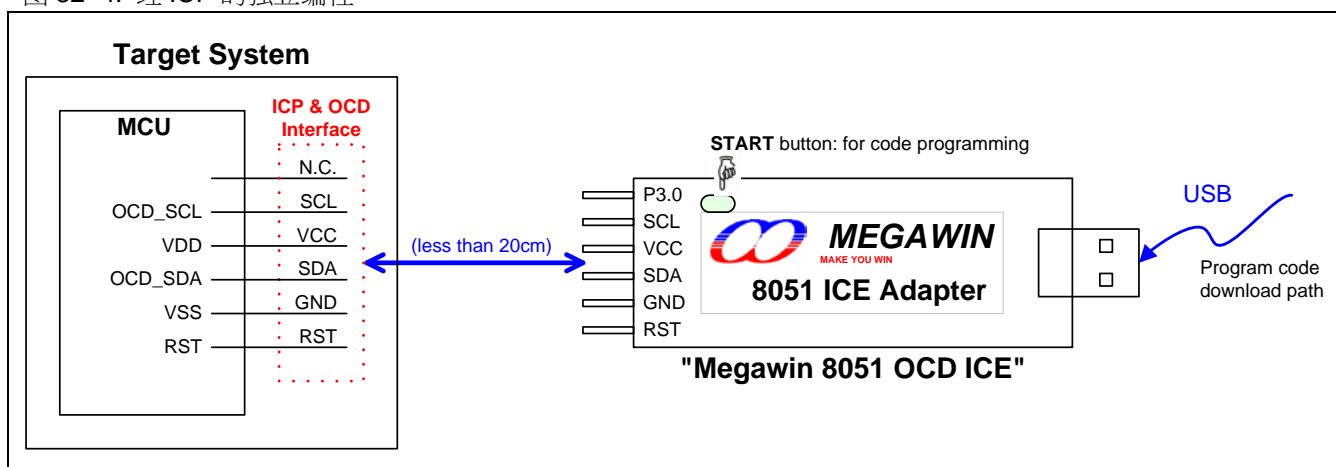 Target System
MCU
ICP & OCD
Interface
N.C.
OCD_SCL
SCL
VDD
VCC
OCD_SDA
SDA
VSS
GND
RST
RST
(less than 20cm)
START button: for code programming
P3.0
SCL
VCC
SDA
GND
RST
MEGAWIN
MAKE YOU WIN
8051 ICE Adapter
"Megawin 8051 OCD ICE"
USB
Program code
download path